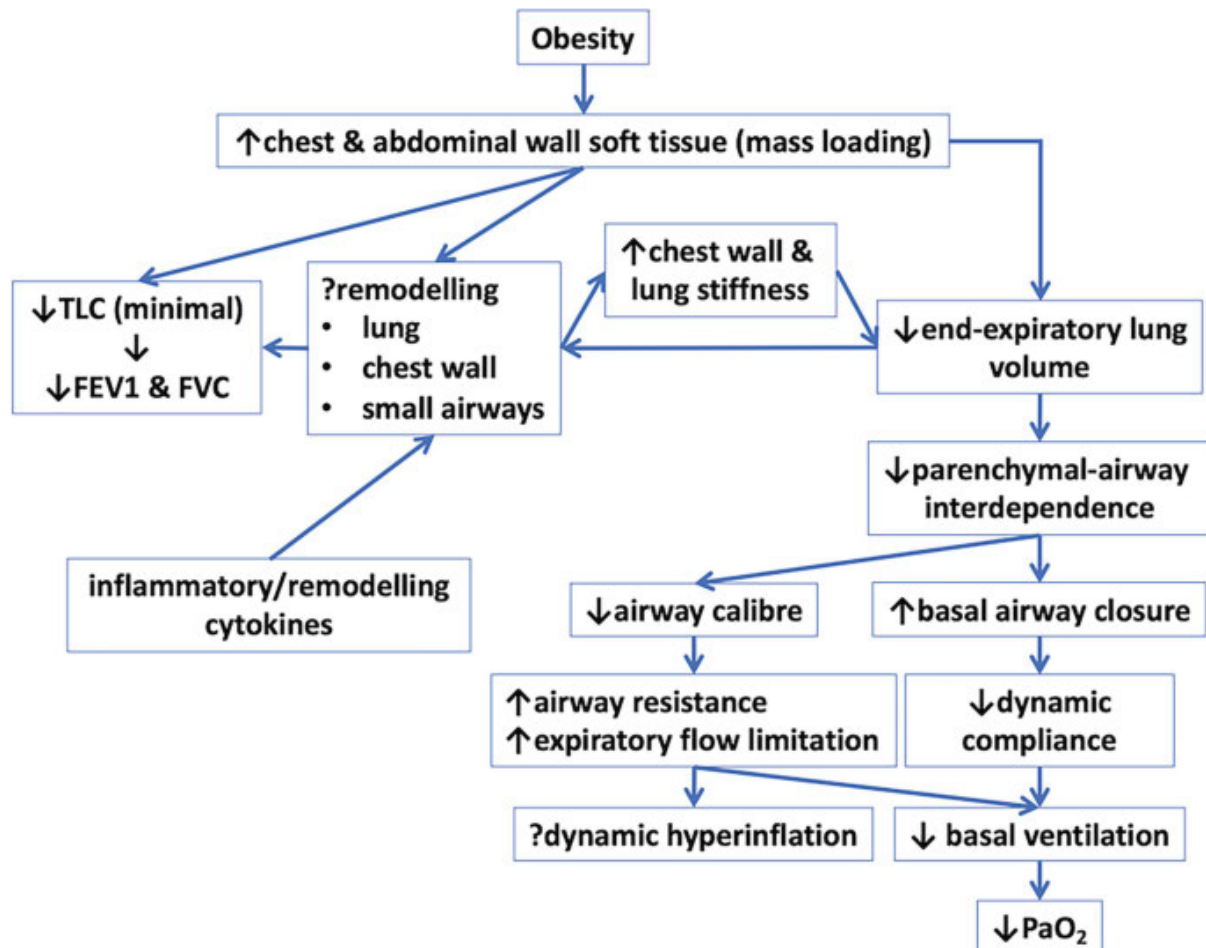 Obesity
↑chest & abdominal wall soft tissue (mass loading)
↑chest wall &
lung stiffness
↓TLC (minimal)
↓
↓FEV1 & FVC
?remodelling
• lung
• chest wall
• small airways
↓end-expiratory lung
volume
↓parenchymal-airway
interdependence
inflammatory/remodelling
cytokines
↓airway calibre
↑basal airway closure
↑airway resistance
↑expiratory flow limitation
↓dynamic
compliance
?dynamic hyperinflation
↓ basal ventilation
↓PaO₂